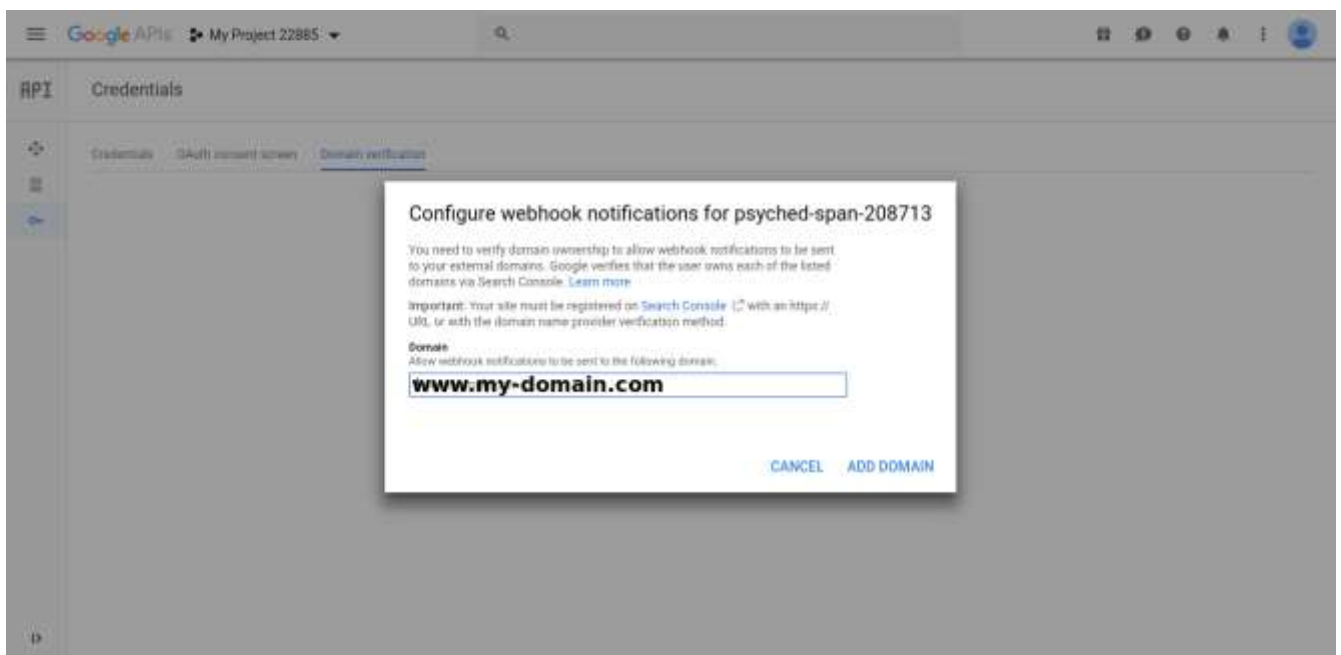 Google APIs My Project 22885
API Credentials
Credentials OAuth consent screen Domain verification
Configure webhook notifications for psyched-span-208713
You need to verify domain ownership to allow webhook notifications to be sent
to your external domains. Google verifies that the user owns each of the listed
domains via Search Console. Learn more
Important: Your site must be registered on Search Console with an https://
URL or with the domain name provider verification method.
Domain
Allow webhook notifications to be sent to the following domain.
www.my-domain.com
CANCEL ADD DOMAIN